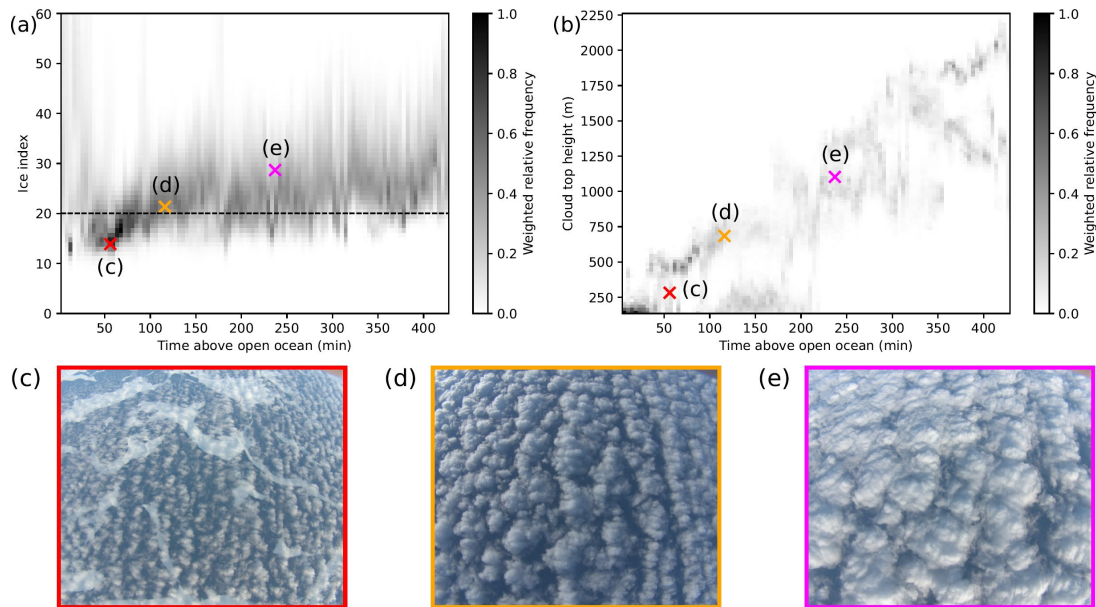 (a)
60
50
40
30
20
10
0
Ice index
50 100 150 200 250 300 350 400
Time above open ocean (min)
(c)
(d)
(e)
1.0
0.8
0.6
0.4
0.2
0.0
Weighted relative frequency
(b)
2250
2000
1750
1500
1250
1000
750
500
250
Cloud top height (m)
50 100 150 200 250 300 350 400
Time above open ocean (min)
(c)
(d)
(e)
1.0
0.8
0.6
0.4
0.2
0.0
Weighted relative frequency
(c)
(d)
(e)